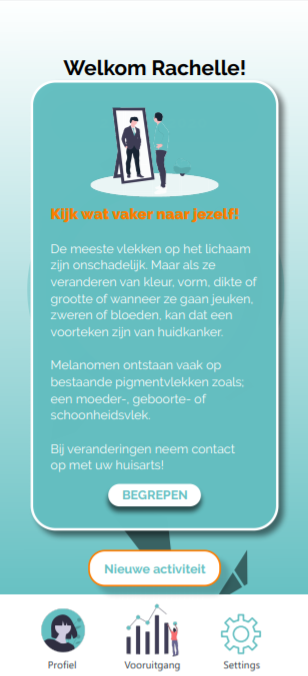 Welkom Rachelle!
Kijk wat vaker naar jezelf!
De meeste vlekken op het lichaam
zijn onschadelijk. Maar als ze
veranderen van kleur, vorm, dikte of
grootte of wanneer ze gaan jeuken,
zweren of bloeden, kan dat een
voorteken zijn van huidkanker.
Melanomen ontstaan vaak op
bestaande pigmentvlekken zoals;
een moeder-, geboorte- of
schoonheidsvlek.
Bij veranderingen neem contact
op met uw huisarts!
BEGREPEN
Nieuwe activiteit
Profiel
Vooruitgang
Settings